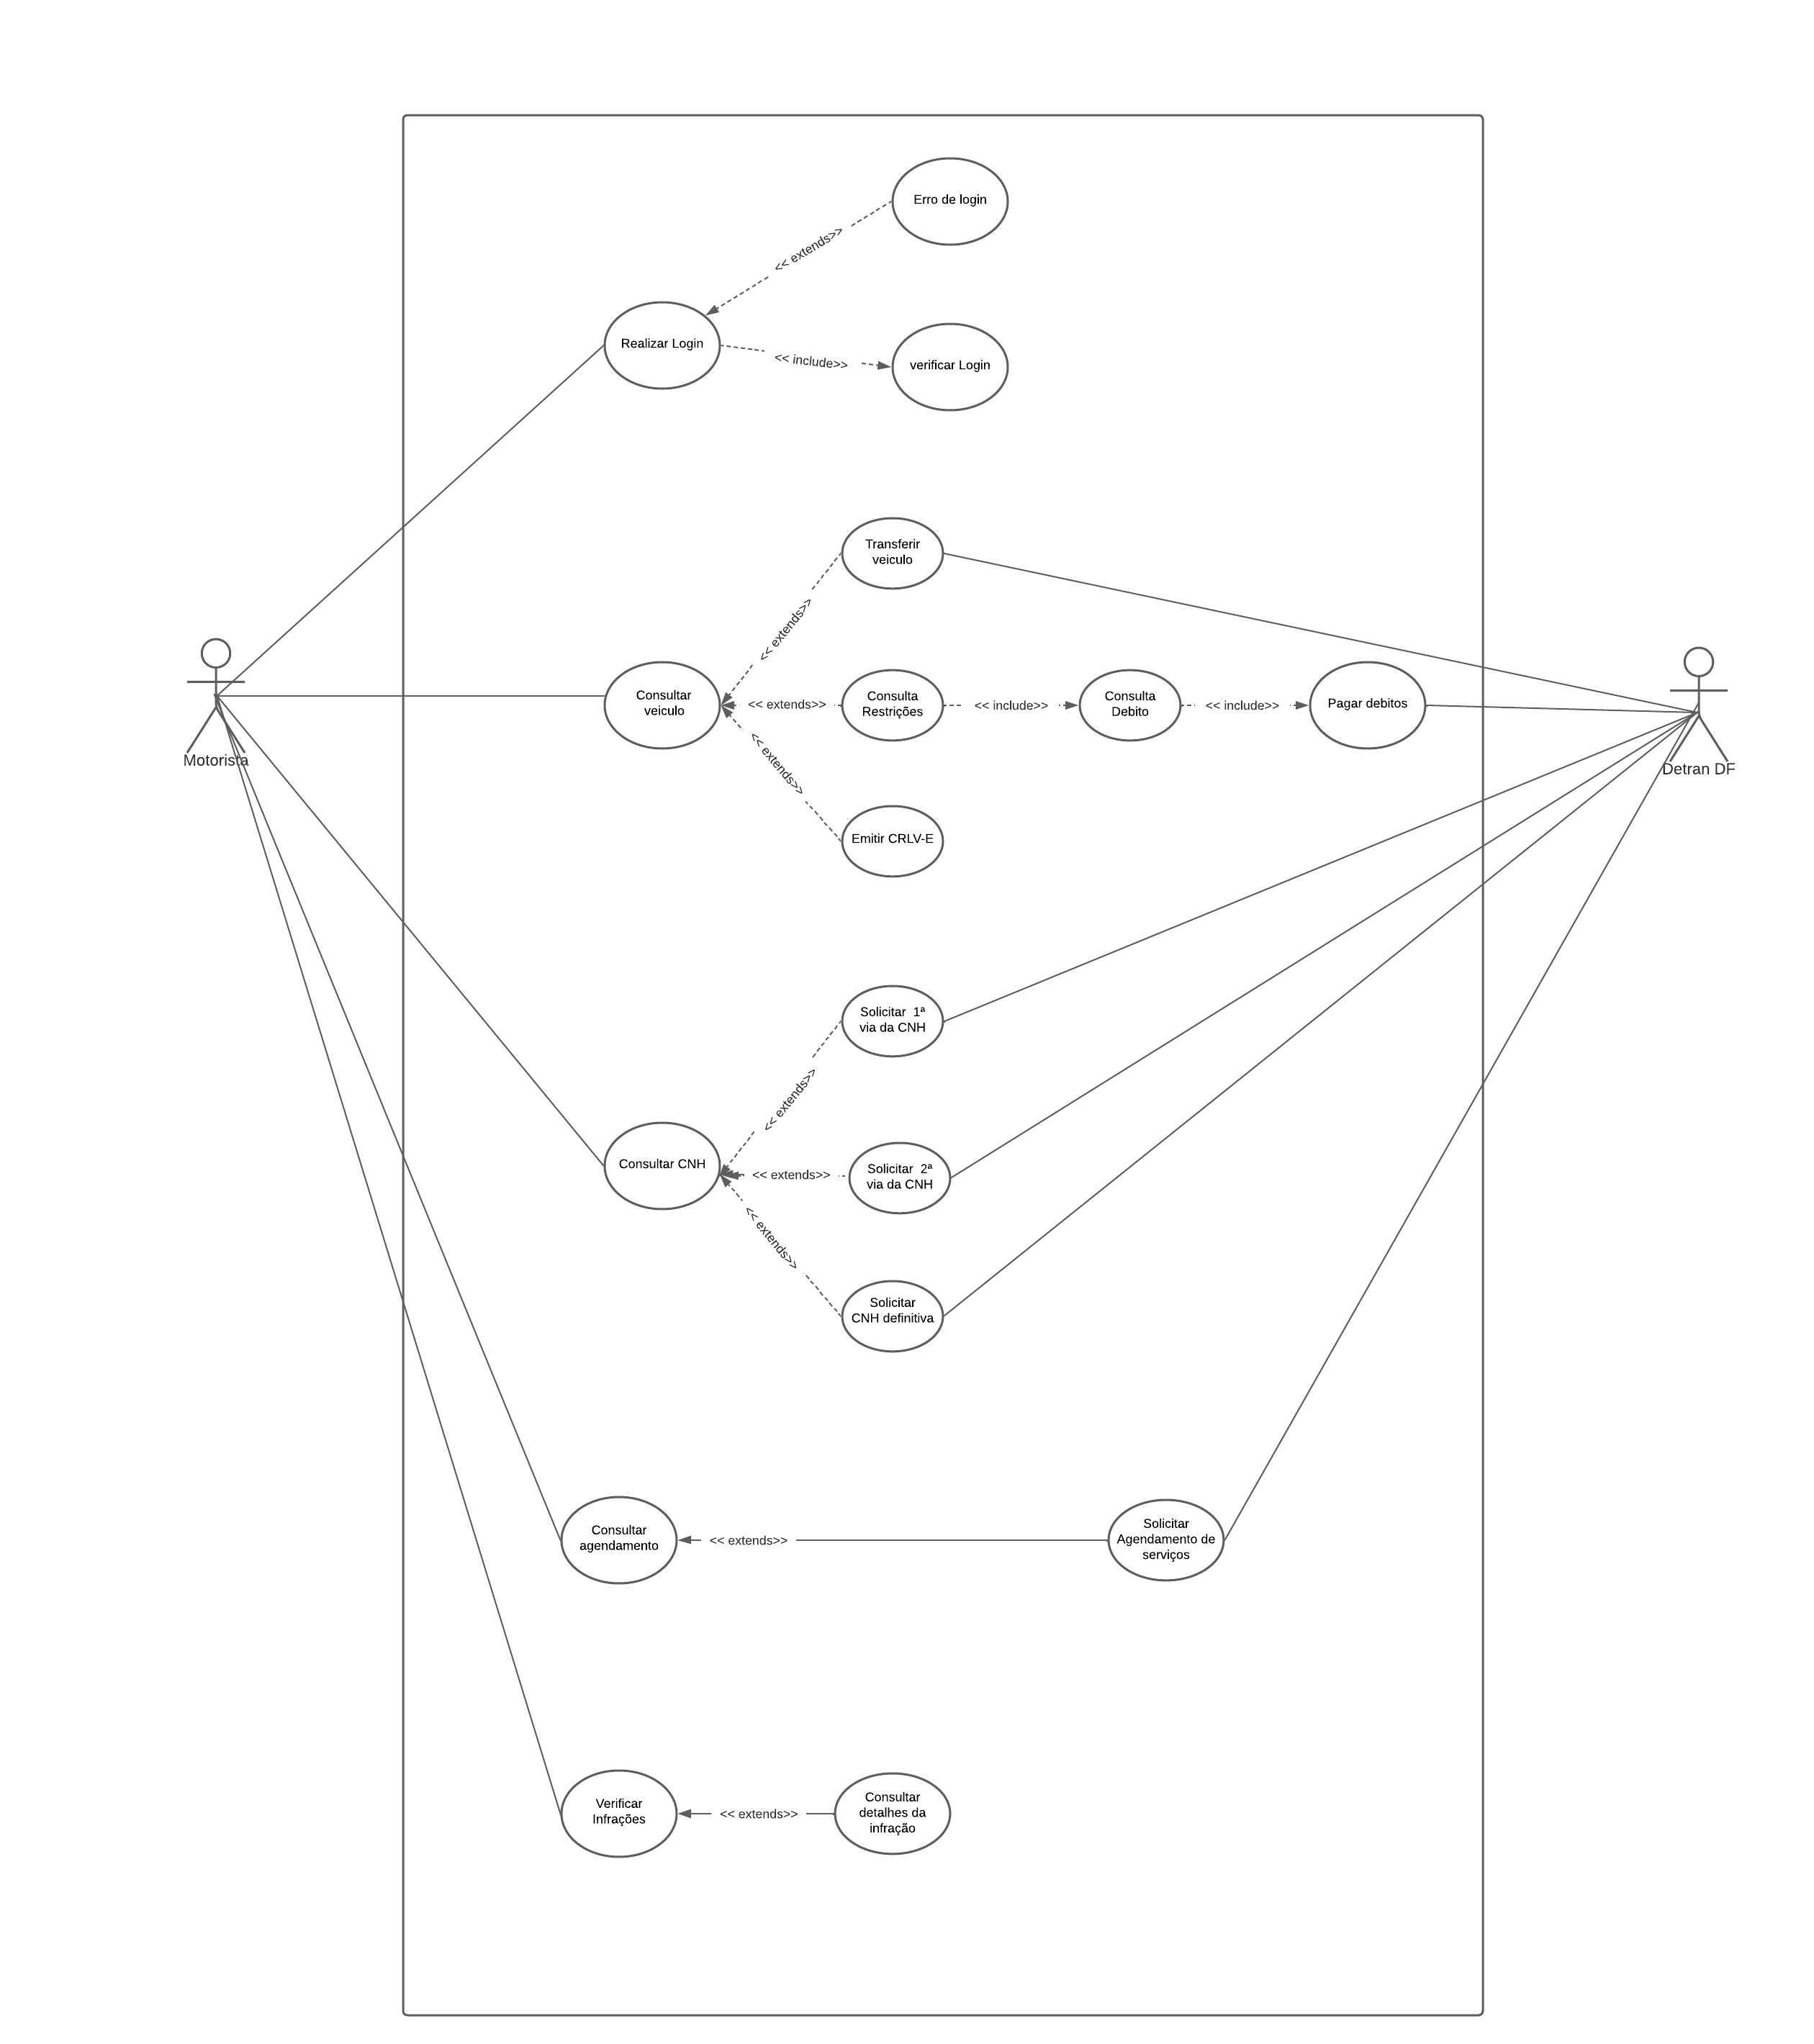 Erro de login
<< extends>>
Realizar Login
<< include>>
verificar Login
Transferir
veiculo
<< extends>>
Motorista
Consultar
veiculo
<< extends>>
Consulta
Restrições
<< include>>
Consulta
Debito
<< include>>
Pagar debitos
Detran DF
<< extends>>
Emitir CRLV-E
Solicitar 1ª
via da CNH
<< extends>>
Consultar CNH
<< extends>>
Solicitar 2ª
via da CNH
<< extends>>
Solicitar
CNH definitiva
Consultar
agendamento
<< extends>>
Solicitar
Agendamento de
serviços
Verificar
Infrações
<< extends>>
Consultar
detalhes da
infração